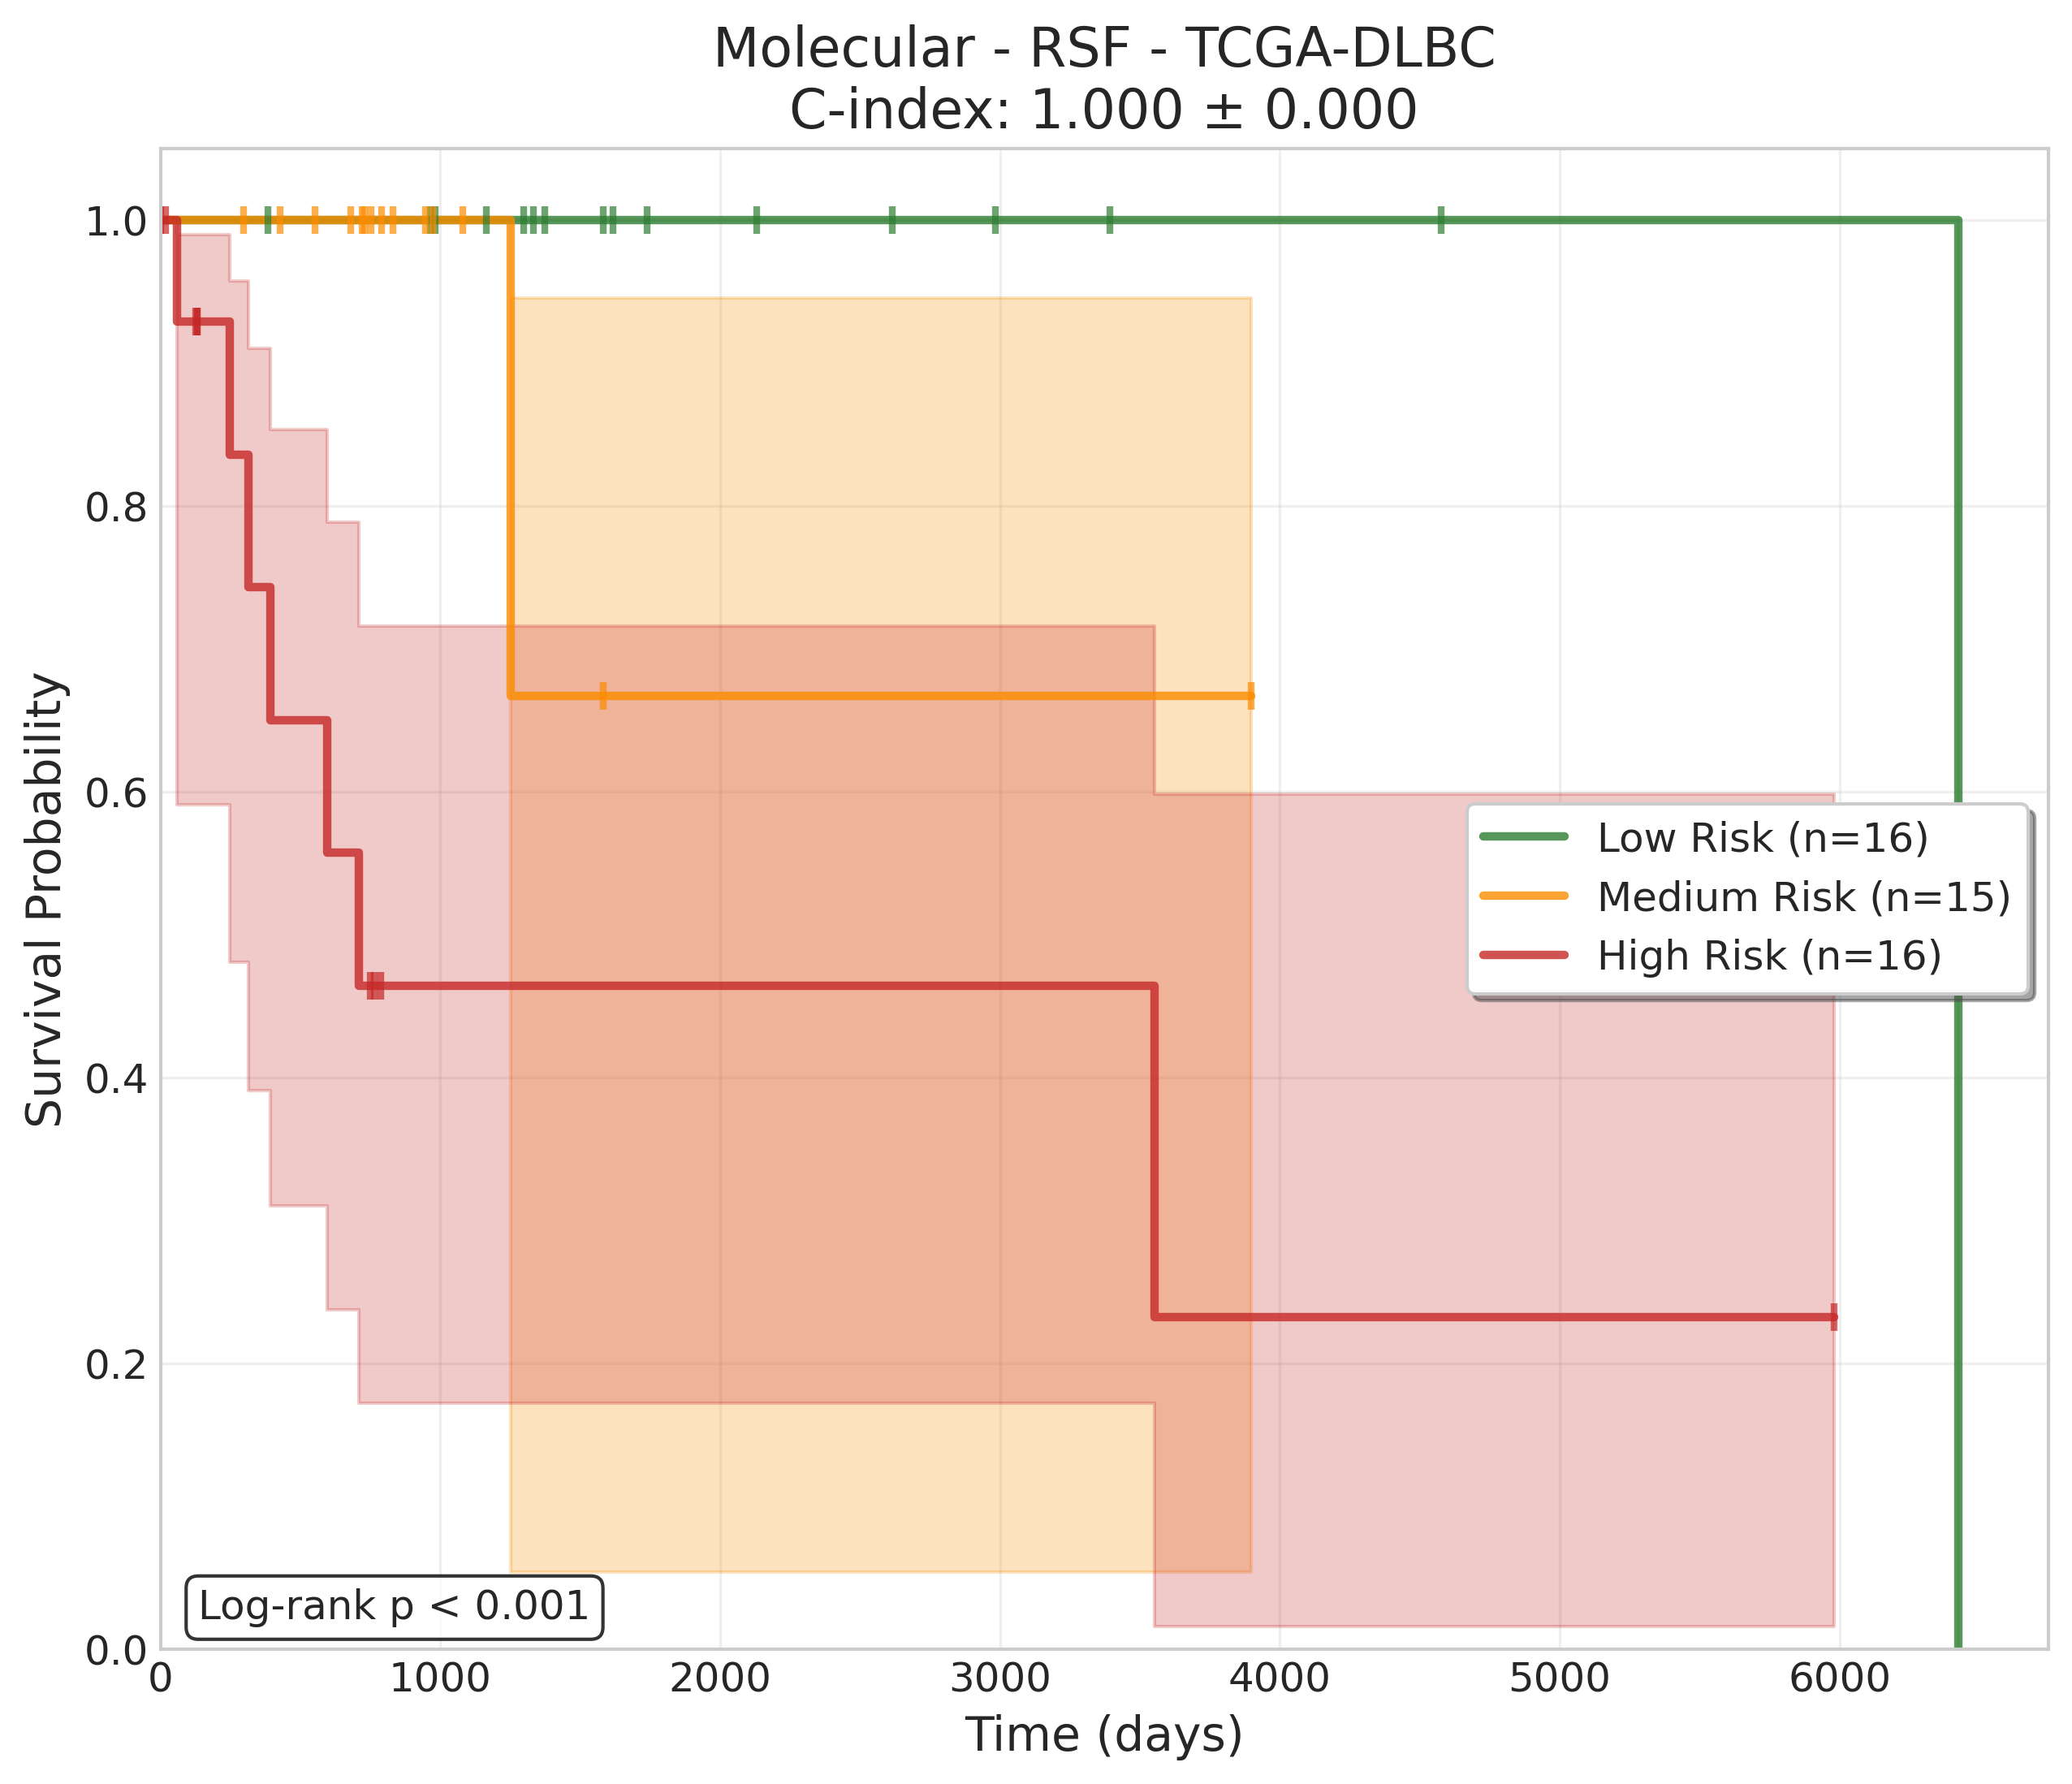 Molecular - RSF - TCGA-DLBC
C-index: 1.000 ± 0.000
Survival Probability
1.0
0.8
0.6
0.4
0.2
0.0
Low Risk (n=16)
Medium Risk (n=15)
High Risk (n=16)
Log-rank p < 0.001
0 1000 2000 3000 4000 5000 6000
Time (days)